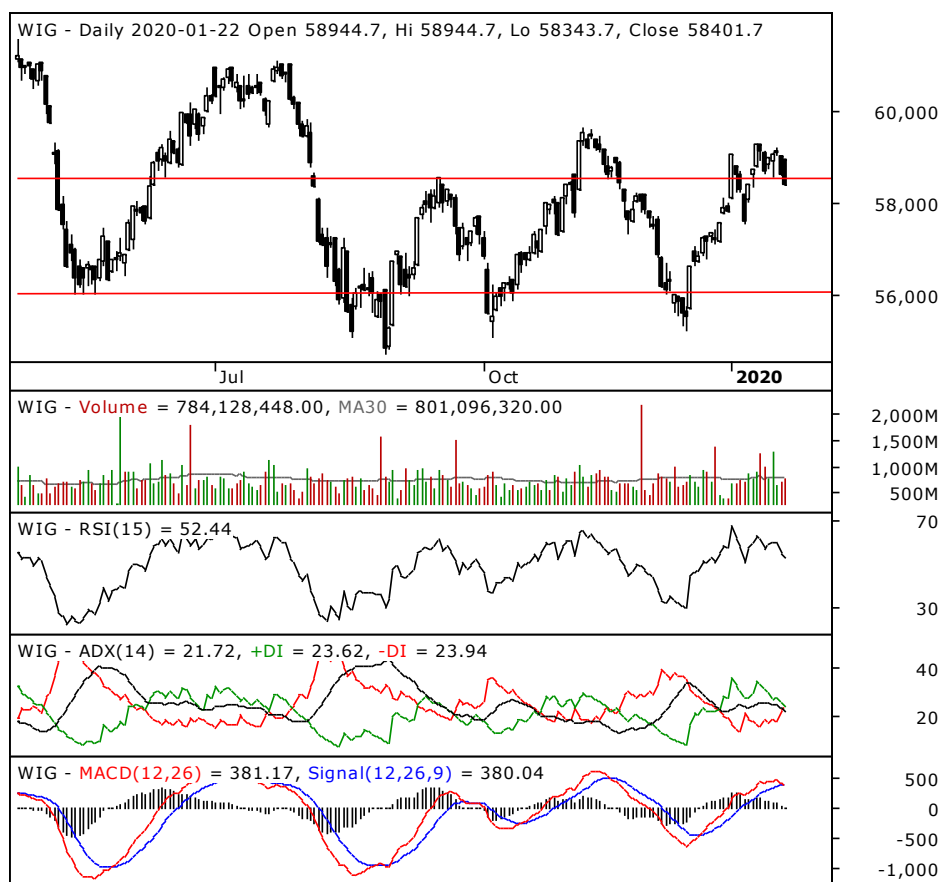 WIG - Daily 2020-01-22 Open 58944.7, Hi 58944.7, Lo 58343.7, Close 58401.7
60,000
58,000
56,000
Jul Oct 2020
WIG - Volume = 784,128,448.00, MA30 = 801,096,320.00
2,000M
1,500M
1,000M
500M
WIG - RSI(15) = 52.44
70
30
WIG - ADX(14) = 21.72, +DI = 23.62, -DI = 23.94
40
20
WIG - MACD(12,26) = 381.17, Signal(12,26,9) = 380.04
500
0
-500
-1,000